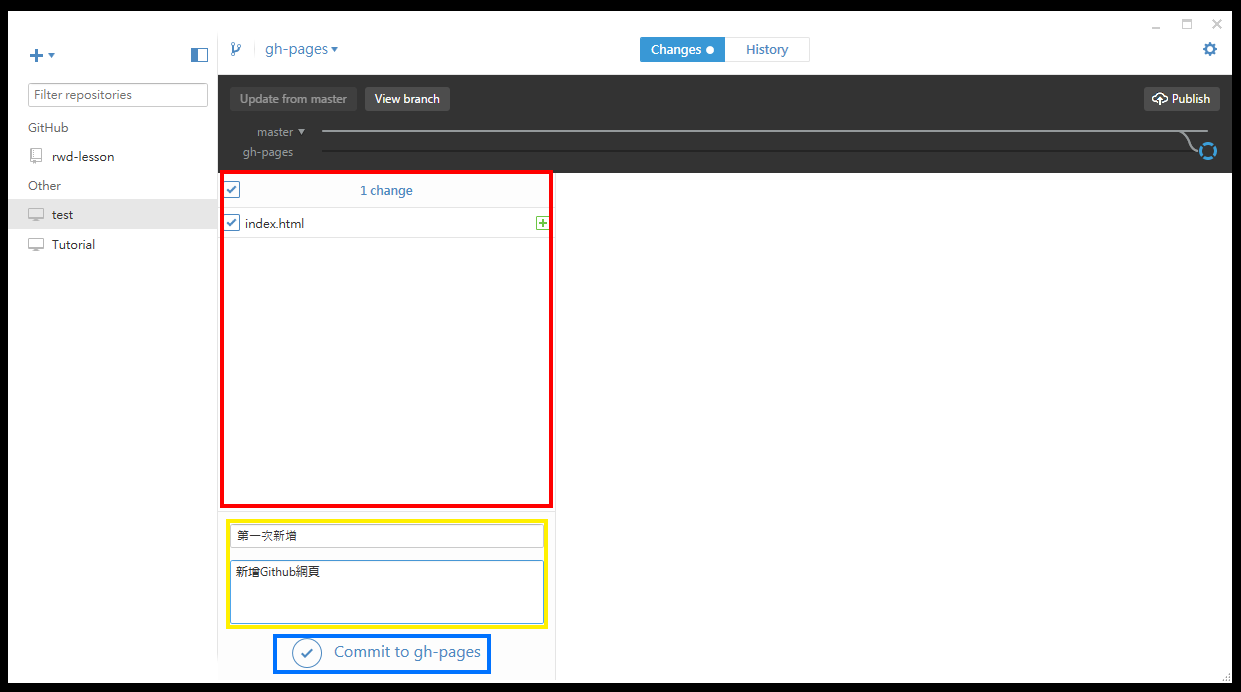 gh-pages
Changes
History
Filter repositories
GitHub
rwd-lesson
Other
test
Tutorial
Update from master
View branch
Publish
master
gh-pages
1 change
index.html
第一次新增
新增Github網頁
Commit to gh-pages